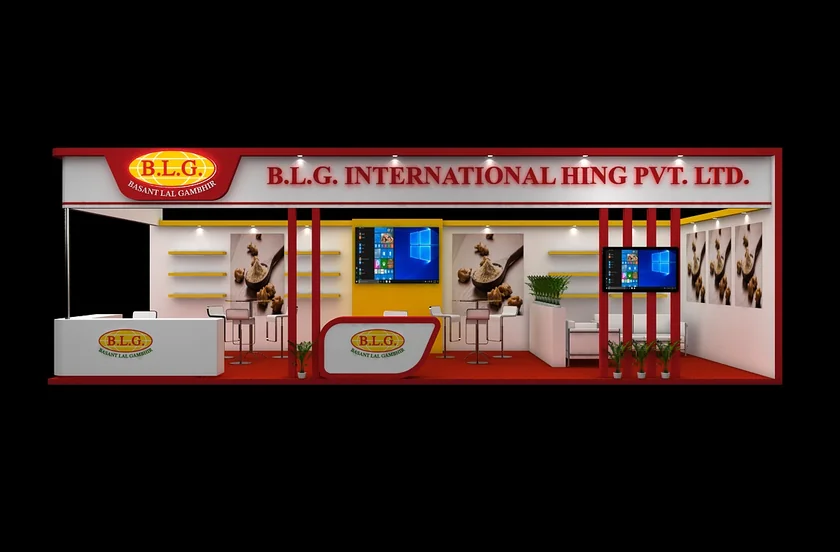 B.L.G.
BASANT LAL GAMBHIR
B.L.G. INTERNATIONAL HING PVT. LTD.
B.L.G.
BASANT LAL GAMBHIR
B.L.G.
BASANT LAL GAMBHIR